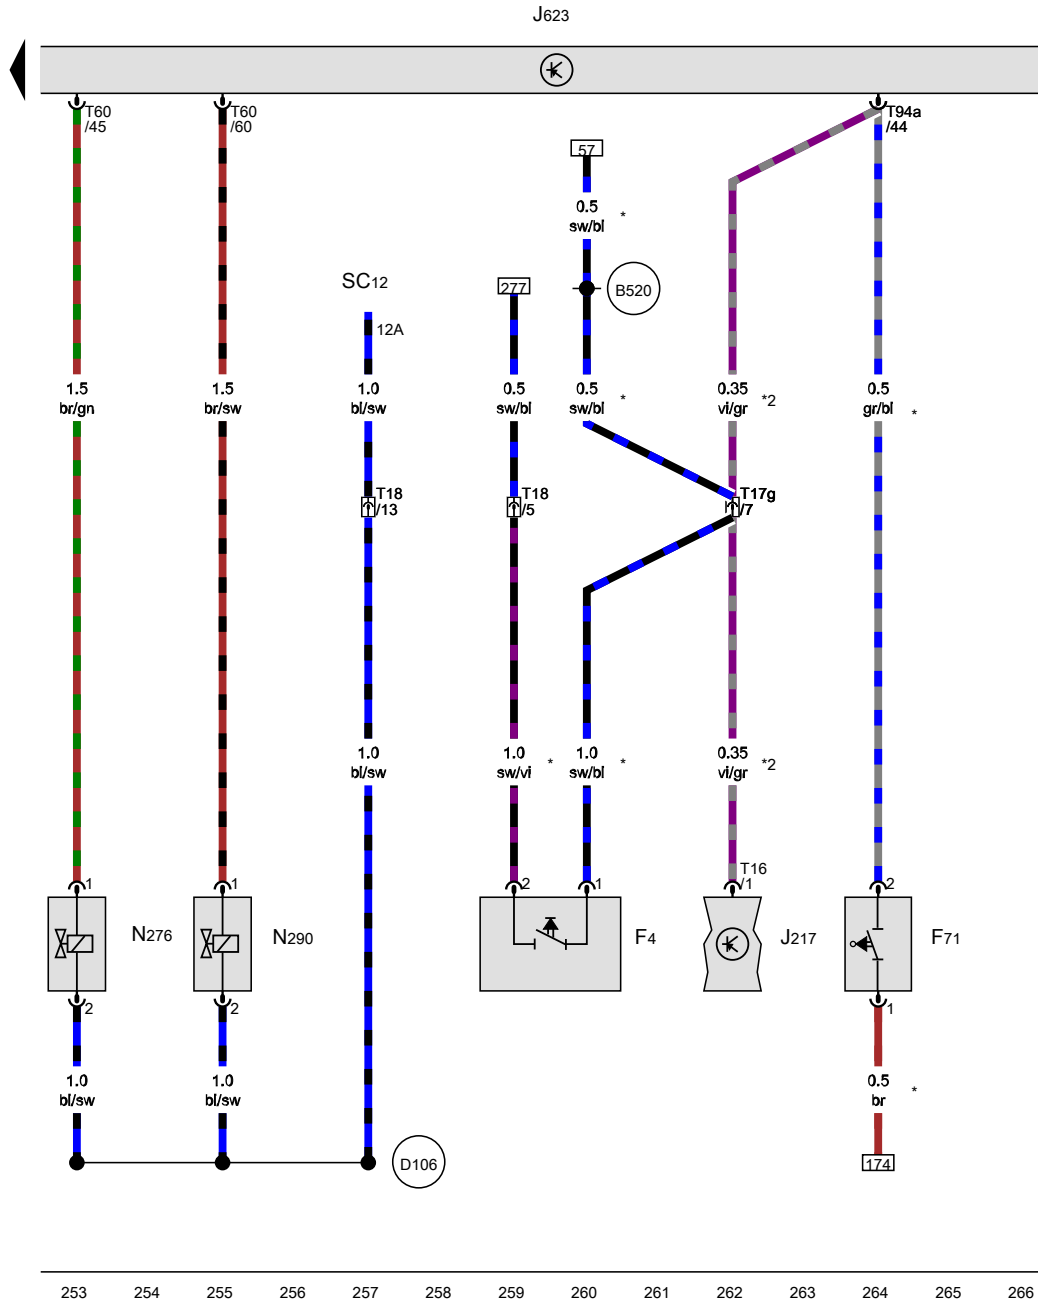 J623
T60
/45
T60
/60
T94a
/44
57
0.5
sw/bl
*
SC12
277
B520
12A
1.5
br/gn
1.5
br/sw
1.0
bl/sw
0.5
sw/bl
0.5
sw/bl
*
0.35
vi/gr
*2
0.5
gr/bl
*
T18
/13
T18
/5
T17g
/7
1.0
bl/sw
1.0
sw/vi
*
1.0
sw/bl
*
0.35
vi/gr
*2
T16
/1
1
1
2
1
2
N276
N290
F4
J217
F71
2
2
1
1.0
bl/sw
1.0
bl/sw
0.5
br
*
D106
174
253 254 255 256 257 258 259 260 261 262 263 264 265 266